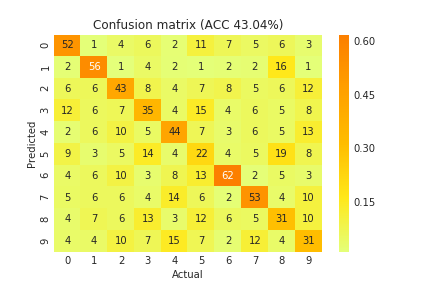 Confusion matrix (ACC 43.04%)
0 52 1 4 6 2 11 7 5 6 3
1 2 56 1 4 2 1 2 2 16 1
2 6 6 43 8 4 7 8 5 6 12
3 12 6 7 35 4 15 4 6 5 8
4 2 6 10 5 44 7 3 6 5 13
5 9 3 5 14 4 22 4 5 19 8
6 4 6 10 3 8 13 62 2 5 3
7 5 6 6 4 14 6 2 53 4 10
8 4 7 6 13 3 12 6 5 31 10
9 4 4 10 7 15 7 2 12 4 31
0 1 2 3 4 5 6 7 8 9
Predicted
Actual
0.60
0.45
0.30
0.15